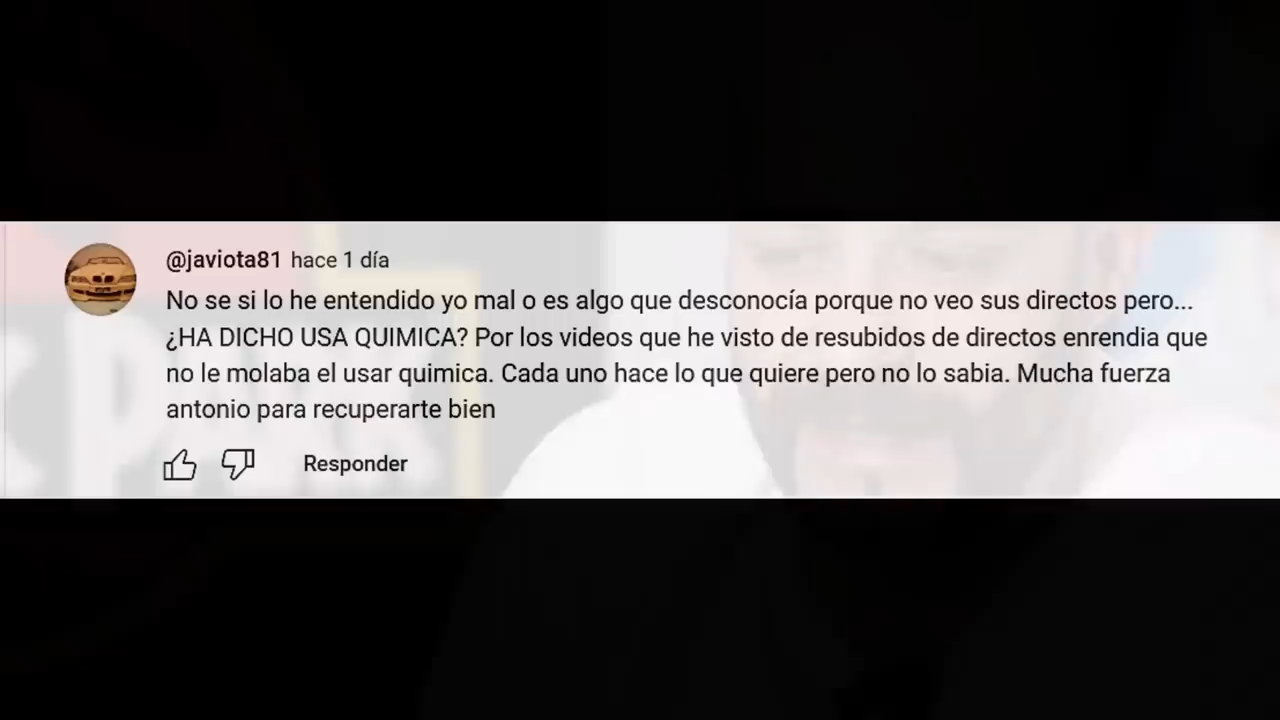 @javiota81 hace 1 día
No se si lo he entendido yo mal o es algo que desconocía porque no veo sus directos pero...
¿HA DICHO USA QUIMICA? Por los videos que he visto de resubidos de directos enrendia que
no le molaba el usar quimica. Cada uno hace lo que quiere pero no lo sabia. Mucha fuerza
antonio para recuperarte bien
Responder